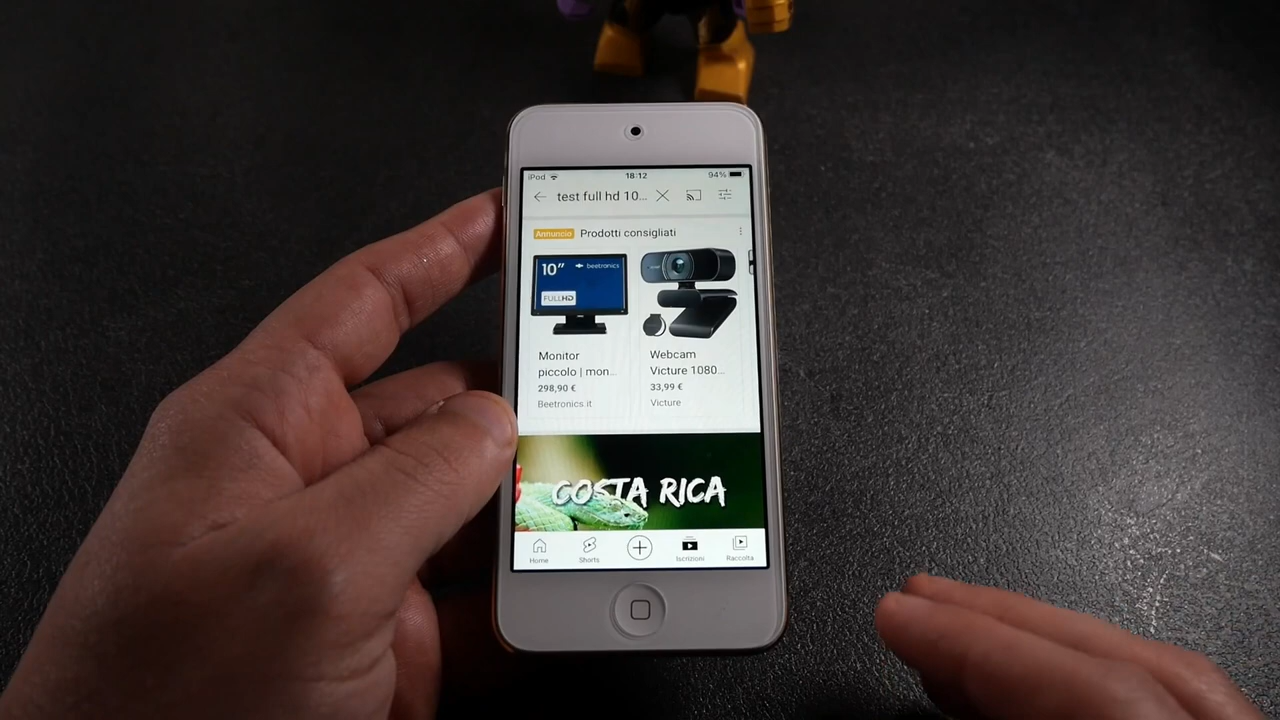 iPod 18:12 94%
test full hd 10...
Annuncio Prodotti consigliati
10" beetronics
FULLHD
Monitor
piccolo | mon...
298,90 €
Beetronics.it
Webcam
Victure 1080...
33,99 €
Victure
COSTA RICA
Home Shorts Iscrizioni Raccolta